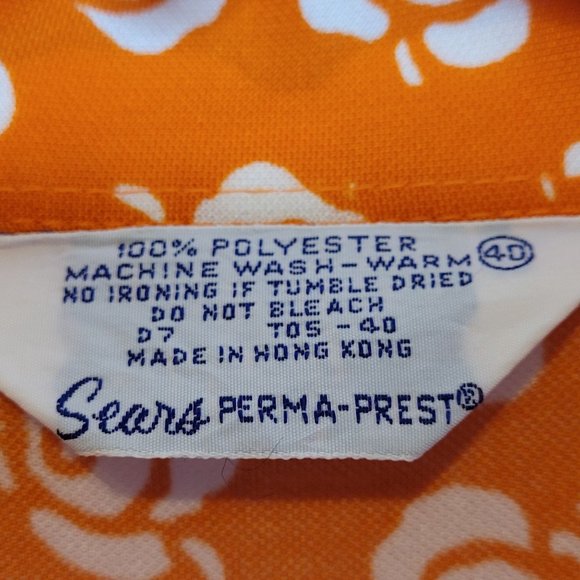 100% POLYESTER
MACHINE WASH-WARM 40
NO IRONING IF TUMBLE DRIED
DO NOT BLEACH
D7 TOS -40
MADE IN HONG KONG
Sears PERMA-PREST®